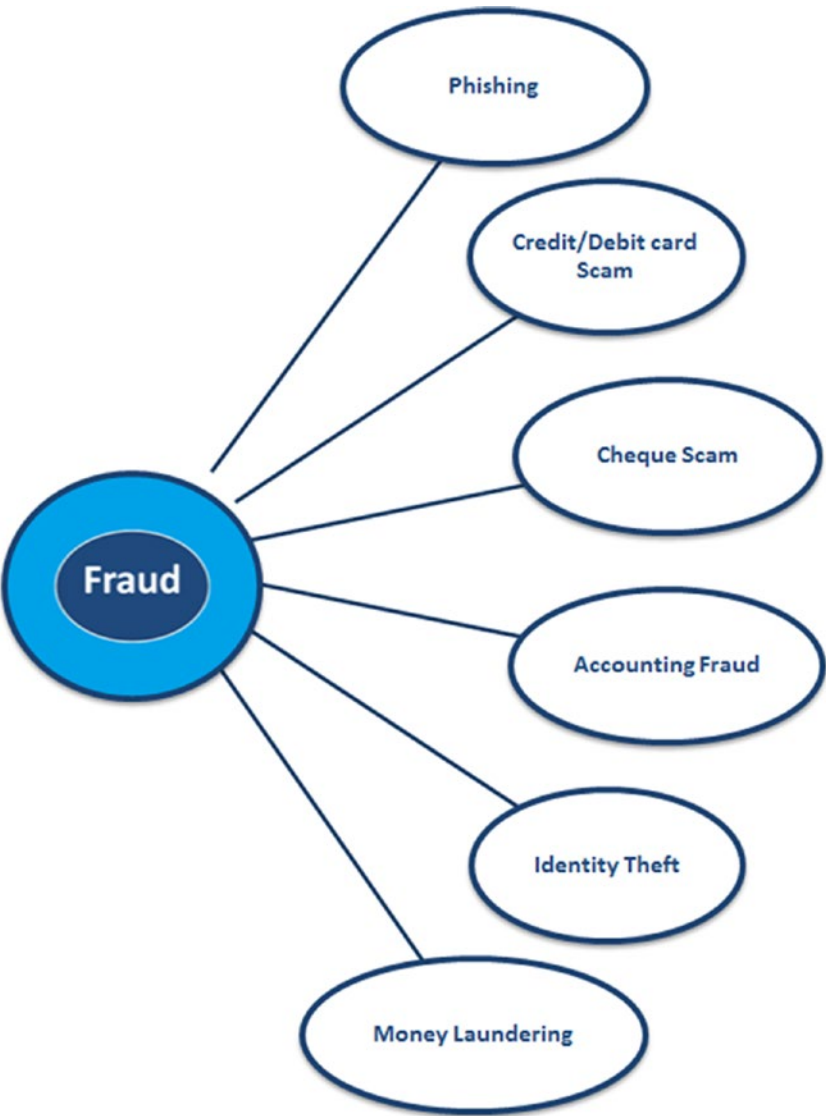 Phishing
Credit/Debit card
Scam
Cheque Scam
Fraud
Accounting Fraud
Identity Theft
Money Laundering